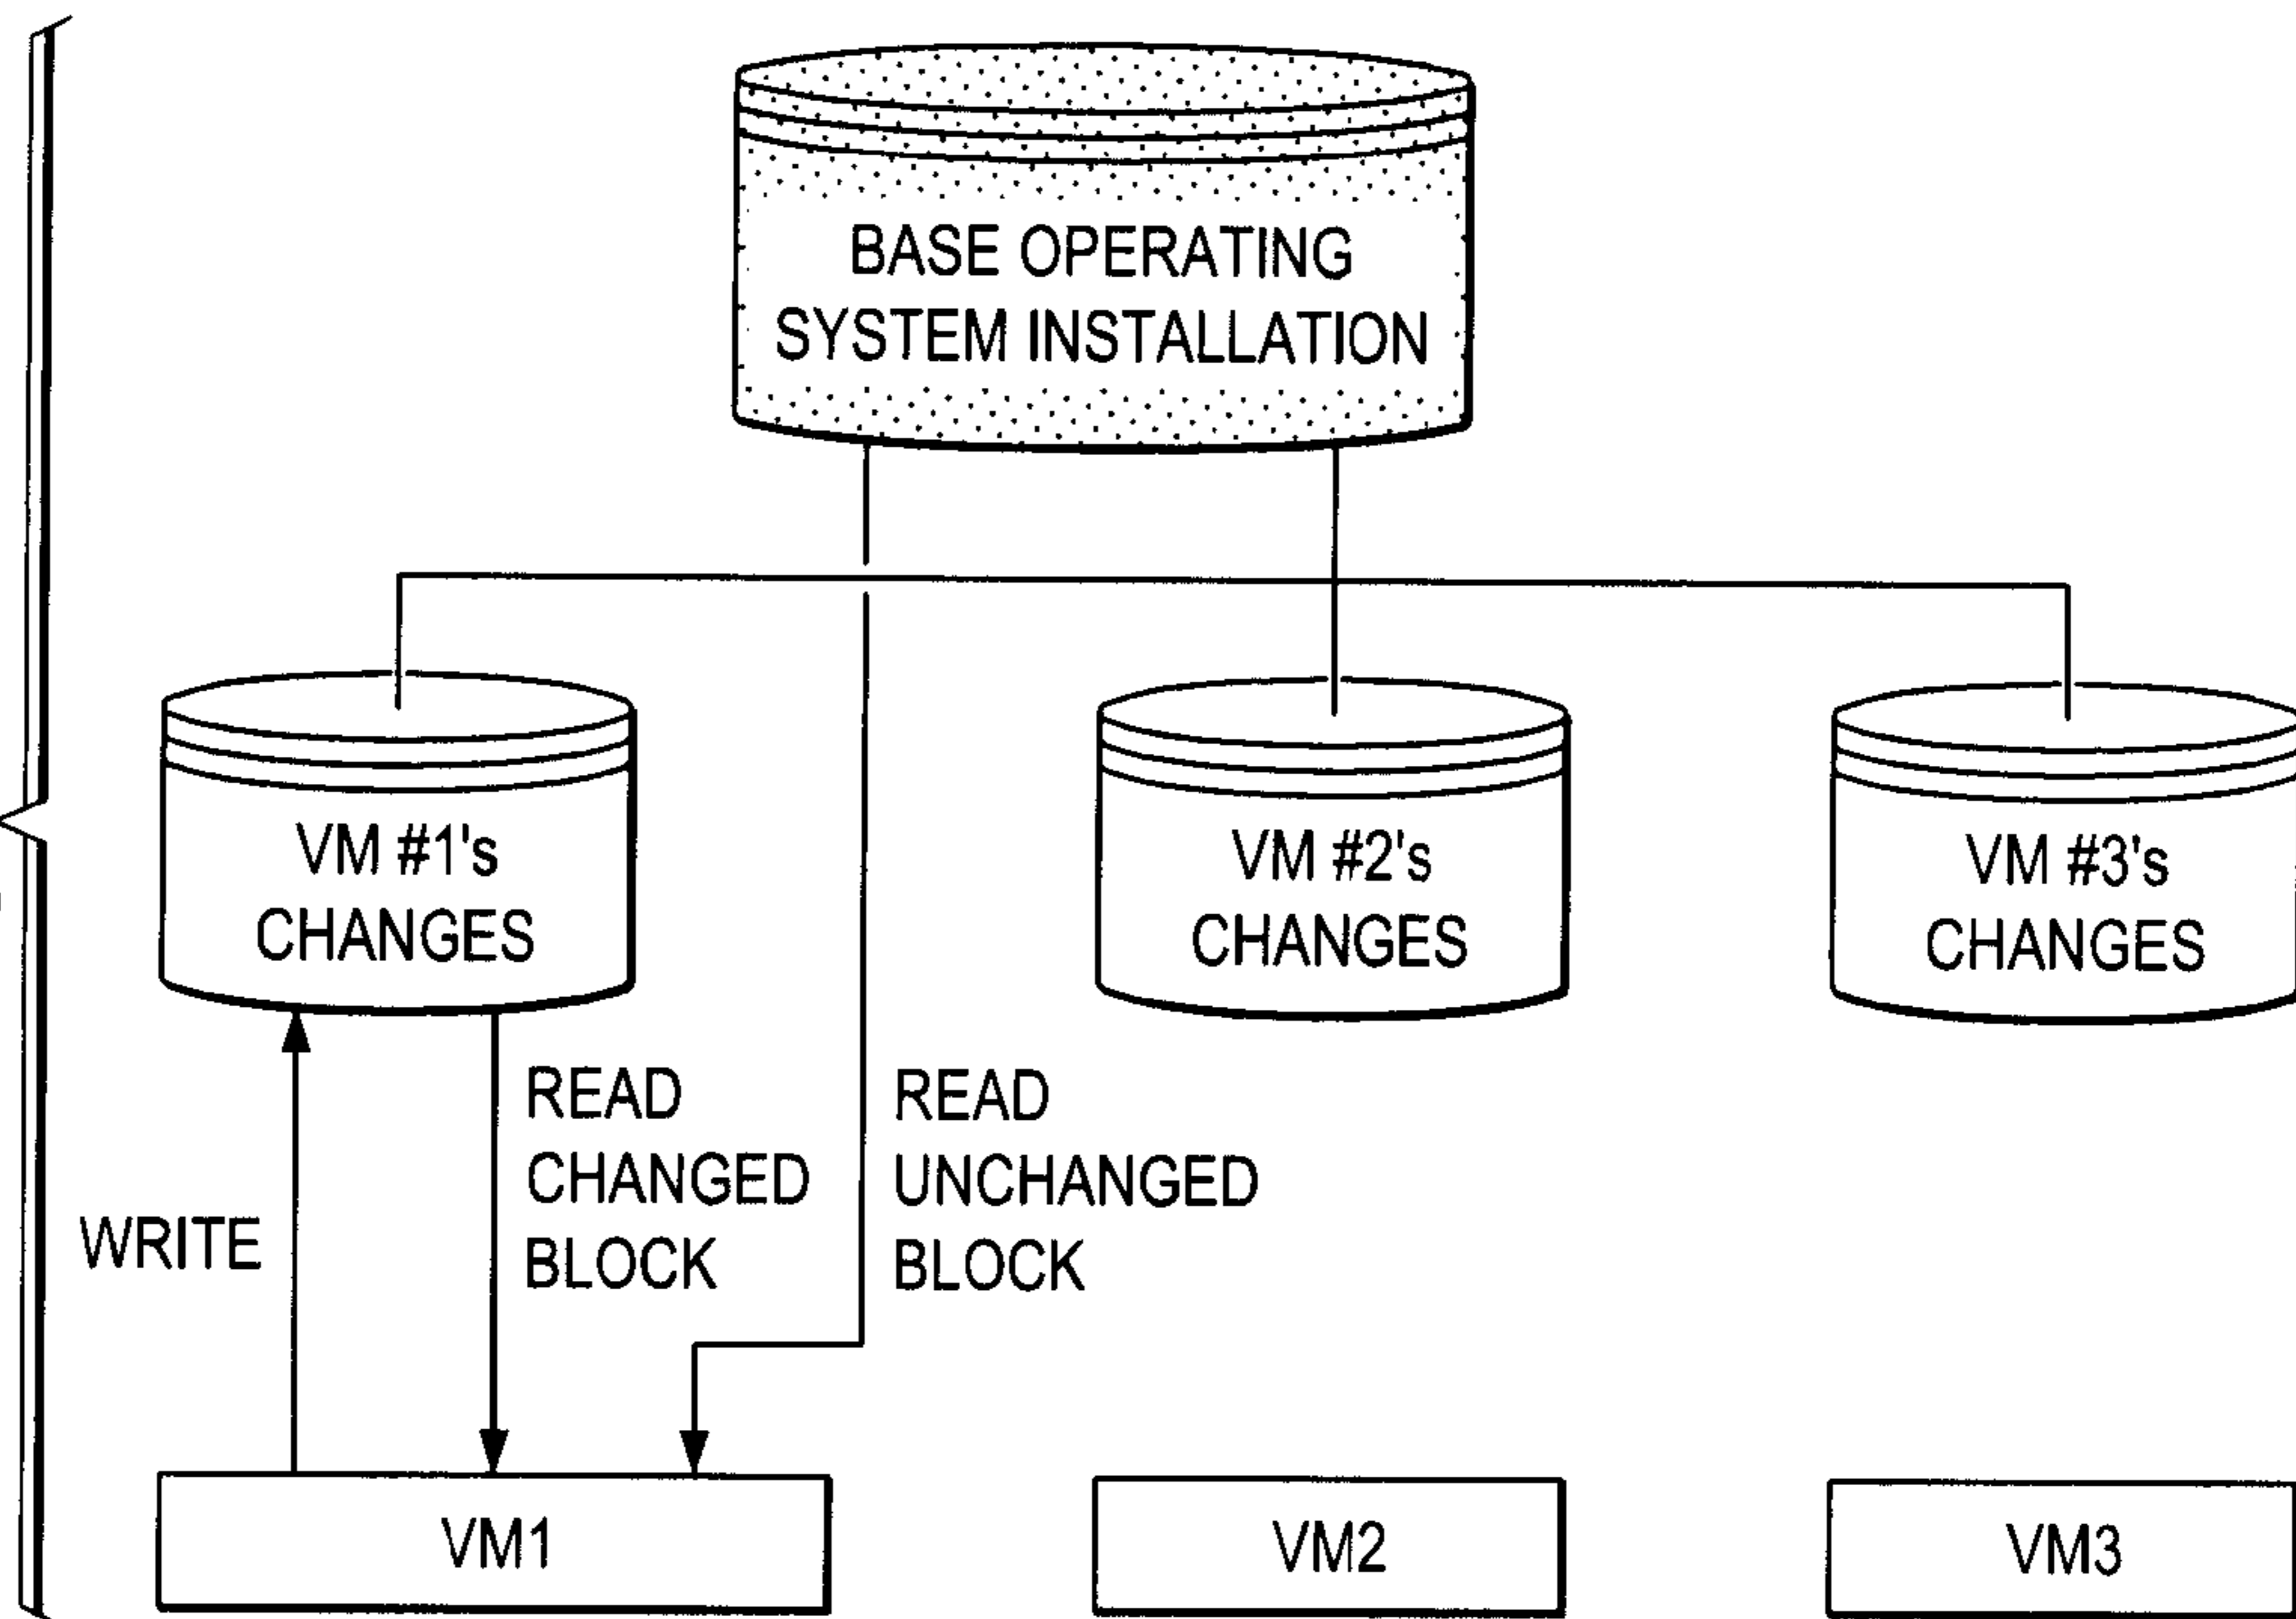 BASE OPERATING
SYSTEM INSTALLATION
VM #1's
CHANGES
VM #2's
CHANGES
VM #3's
CHANGES
WRITE
READ
CHANGED
BLOCK
READ
UNCHANGED
BLOCK
VM1
VM2
VM3